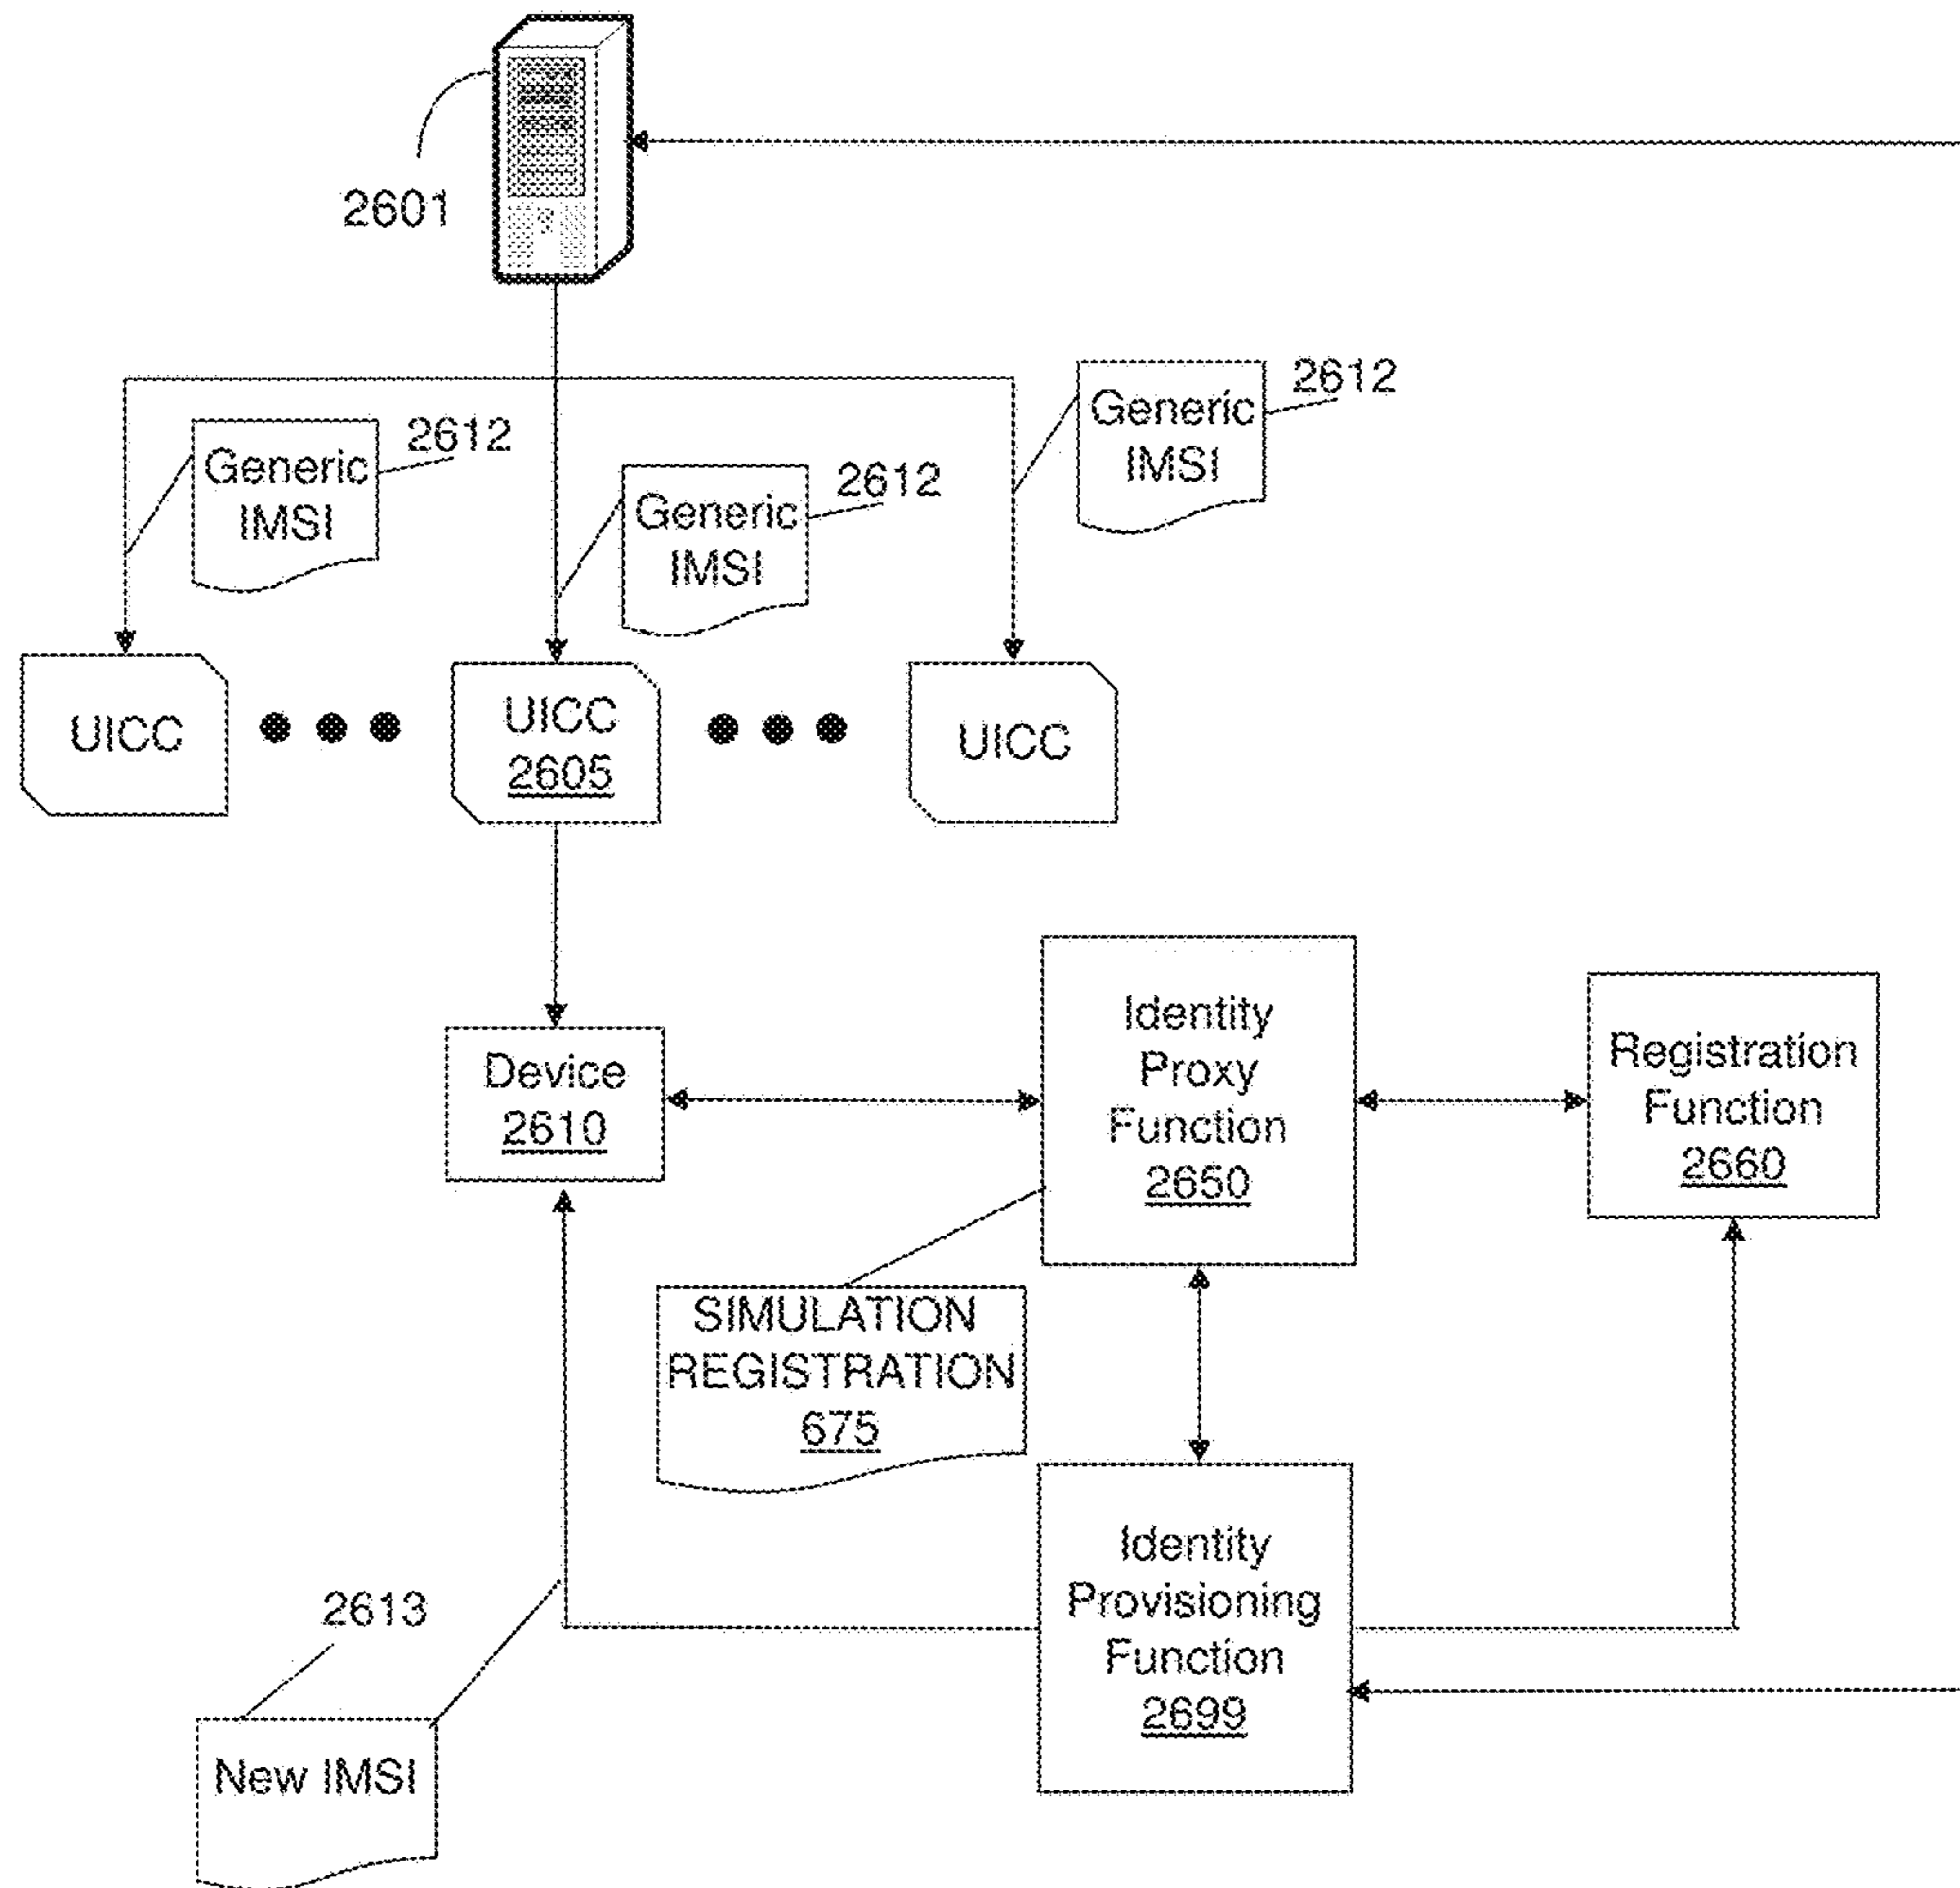 2601
2612
Generic
IMSI
2612
Generic
IMSI
2612
Generic
IMSI
UICC
UICC
2605
UICC
Device
2610
Identity
Proxy
Function
2650
Registration
Function
2660
SIMULATION
REGISTRATION
675
Identity
Provisioning
Function
2699
2613
New IMSI